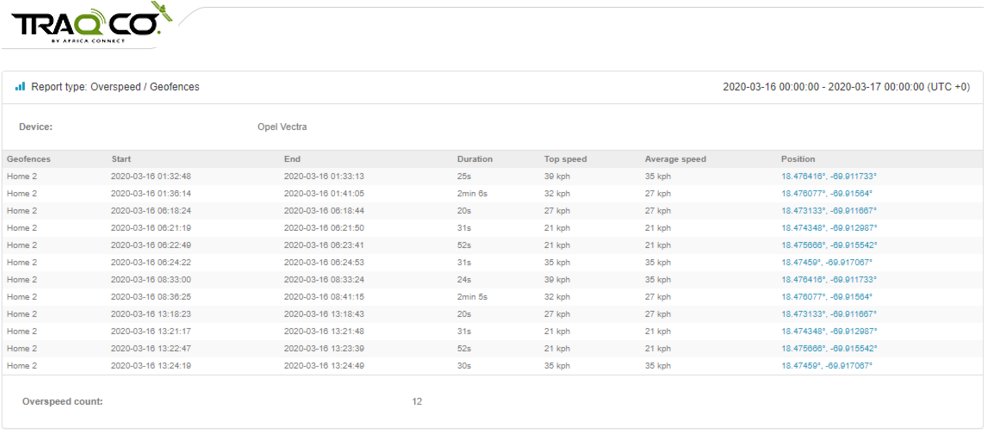 TRAQCO.
BY AFRICA CONNECT
Report type: Overspeed / Geofences 2020-03-16 00:00:00 - 2020-03-17 00:00:00 (UTC +0)
Device: Opel Vectra
Geofences Start End Duration Top speed Average speed Position
Home 2 2020-03-16 01:32:48 2020-03-16 01:33:13 25s 39 kph 35 kph 18.476416°, -69.911733°
Home 2 2020-03-16 01:36:14 2020-03-16 01:41:05 2min 6s 32 kph 27 kph 18.476077°, -69.91564°
Home 2 2020-03-16 06:18:24 2020-03-16 06:18:44 20s 27 kph 27 kph 18.473133°, -69.911667°
Home 2 2020-03-16 06:21:19 2020-03-16 06:21:50 31s 21 kph 21 kph 18.474348°, -69.912987°
Home 2 2020-03-16 06:22:49 2020-03-16 06:23:41 52s 21 kph 21 kph 18.475666°, -69.915542°
Home 2 2020-03-16 06:24:22 2020-03-16 06:24:53 31s 35 kph 35 kph 18.47459°, -69.917067°
Home 2 2020-03-16 08:33:00 2020-03-16 08:33:24 24s 39 kph 35 kph 18.476416°, -69.911733°
Home 2 2020-03-16 08:36:25 2020-03-16 08:41:15 2min 5s 32 kph 27 kph 18.476077°, -69.91564°
Home 2 2020-03-16 13:18:23 2020-03-16 13:18:43 20s 27 kph 27 kph 18.473133°, -69.911667°
Home 2 2020-03-16 13:21:17 2020-03-16 13:21:48 31s 21 kph 21 kph 18.474348°, -69.912987°
Home 2 2020-03-16 13:22:47 2020-03-16 13:23:39 52s 21 kph 21 kph 18.475666°, -69.915542°
Home 2 2020-03-16 13:24:19 2020-03-16 13:24:49 30s 35 kph 35 kph 18.47459°, -69.917067°
Overspeed count: 12